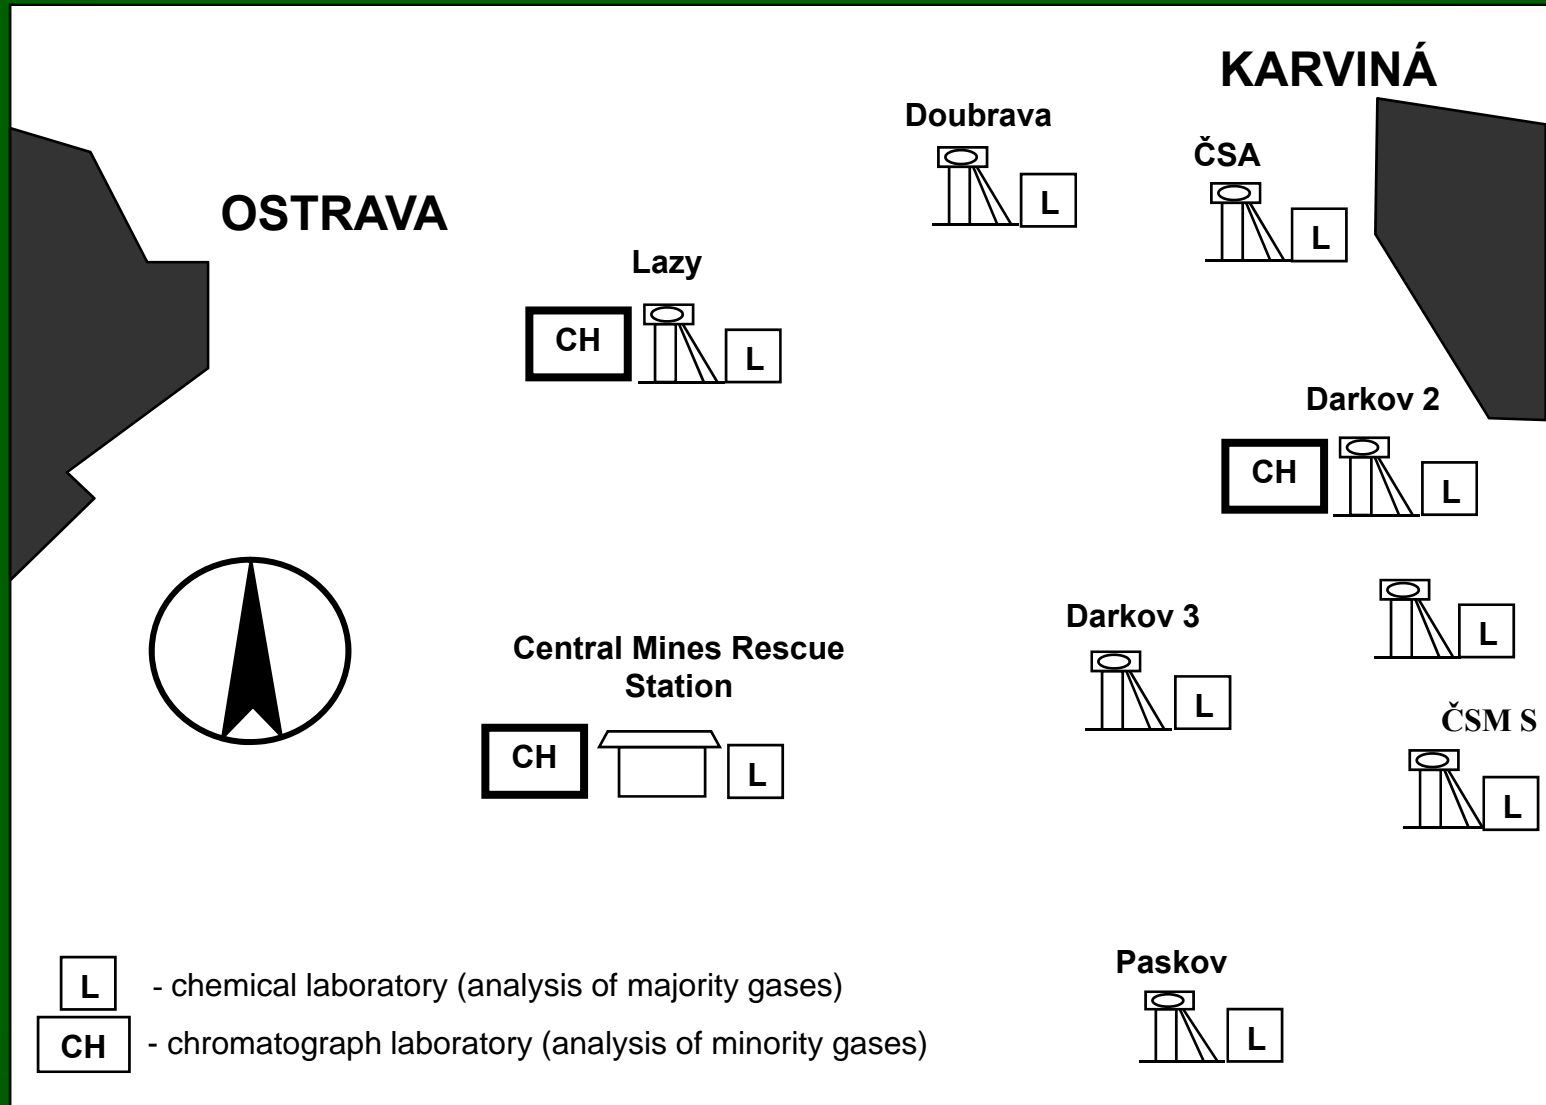 KARVINÁ
Doubrava
L
ČSA
L
OSTRAVA
Lazy
CH
L
Darkov 2
CH
L
L
Darkov 3
L
Central Mines Rescue
Station
CH
L
ČSM S
L
Paskov
L
L - chemical laboratory (analysis of majority gases)
CH - chromatograph laboratory (analysis of minority gases)